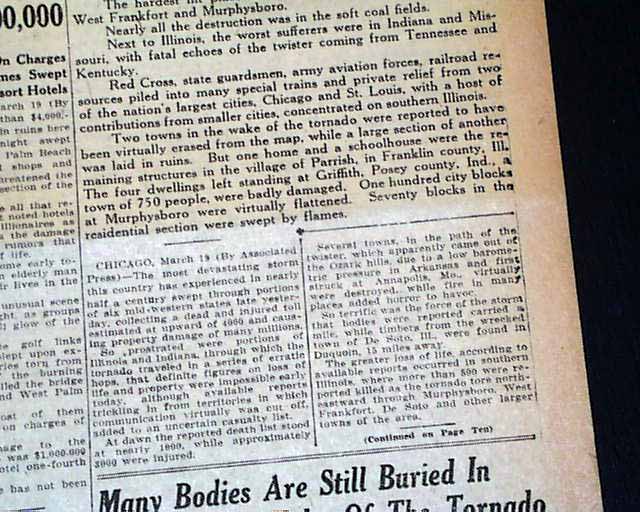 00,000
On Charges
mes Swept
sort Hotels
March 19 (By
than $4,000,-
in ruins here
night swept
Palm Beach
shops and
threatened the
section of the
all that re-
noted hotels
illionaires as
s the damage
rumors that
f life.
ome early to-
n elderly man
ir lives in the
unusual scene
ght, as groups
l glow of the
golf links
lept upon ex-
ries torn from
the burning
lled the bridge
nd West Palm
ost of them
on charges of
mage to the
was $1,000,000
otel one-fourth
e has not been
The hardest hit
West Frankfort and Murphysboro.
Nearly all the destruction was in the soft coal fields.
Next to Illinois, the worst sufferers were in Indiana and Mis-
souri, with fatal echoes of the twister coming from Tennessee and
Kentucky.
Red Cross, state guardsmen, army aviation forces, railroad re-
sources piled into many special trains and private relief from two
of the nation's largest cities, Chicago and St. Louis, with a host of
contributions from smaller cities, concentrated on southern Illinois.
Two towns in the wake of the tornado were reported to have
been virtually erased from the map, while a large section of another
was laid in ruins. But one home and a schoolhouse were the re-
maining structures in the village of Parrish, in Franklin county, Ill.
The four dwellings left standing at Griffith, Posey county, Ind., a
town of 750 people, were badly damaged. One hundred city blocks
at Murphysboro were virtually flattened. Seventy blocks in the
residential section were swept by flames.
CHICAGO, March 19 (By Associated
Press)—The most devastating storm
this country has experienced in nearly
half a century swept through portions
of six mid-western states late yester-
day, collecting a dead and injured toll
estimated at upward of 4000 and caus-
ing property damage of many millions.
So prostrated were portions of
Illinois and Indiana, through which the
tornado traveled in a series of erratic
hops, that definite figures on loss of
life and property were impossible early
today, although available reports
trickling in from territories in which
communication virtually was cut off,
added to an uncertain casualty list.
At dawn the reported death list stood
at nearly 1000, while approximately
3000 were injured.
Several towns, in the path of the
twister, which apparently came out of
the Ozark hills, due to a low barome-
tric pressure in Arkansas and first
struck at Annapolis, Mo., virtually
were destroyed, while fire in many
places added horror to havoc.
So terrific was the force of the storm
that bodies were reported carried a
mile, while timbers from the wrecked
town of De Soto, Ill., were found in
Duquoin, 15 miles away.
The greater loss of life, according to
available reports occurred in southern
Illinois, where more than 800 were re-
ported killed as the tornado tore north-
eastward through Murphysboro, West
Frankfort, De Soto and other larger
towns of the area.
(Continued on Page Ten)
Many Bodies Are Still Buried In
Of The Tornado